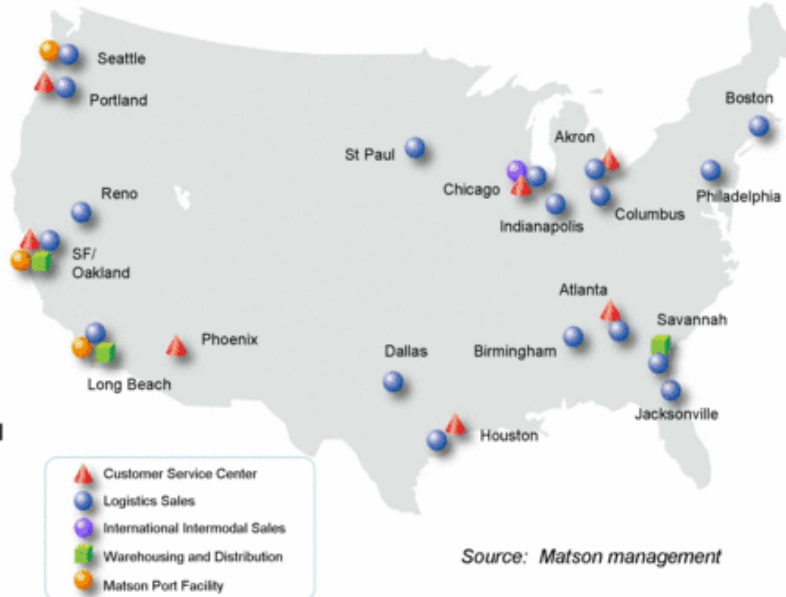 Seattle
Portland
Boston
St Paul
Akron
Chicago
Philadelphia
Reno
Columbus
Indianapolis
SF/
Oakland
Atlanta
Savannah
Phoenix
Dallas
Birmingham
Long Beach
Jacksonville
Houston
Customer Service Center
Logistics Sales
International Intermodal Sales
Warehousing and Distribution
Matson Port Facility
Source: Matson management